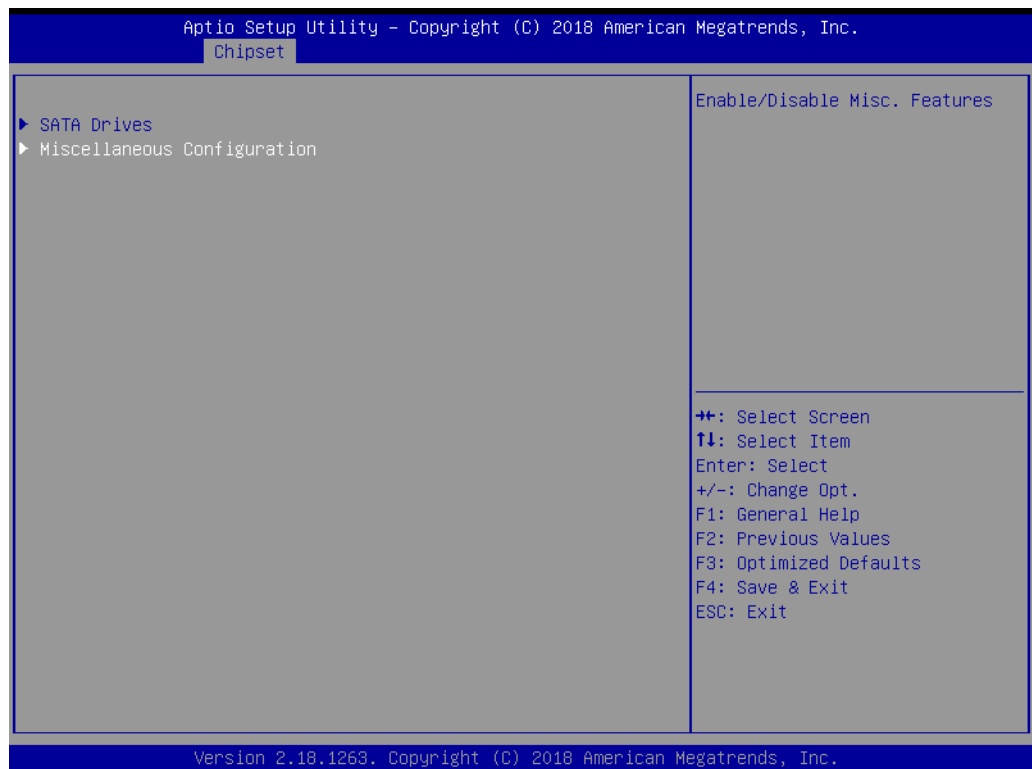 Aptio Setup Utility – Copyright (C) 2018 American Megatrends, Inc.
Chipset
SATA Drives
Miscellaneous Configuration
Enable/Disable Misc. Features
→←: Select Screen
↑↓: Select Item
Enter: Select
+/-: Change Opt.
F1: General Help
F2: Previous Values
F3: Optimized Defaults
F4: Save & Exit
ESC: Exit
Version 2.18.1263. Copyright (C) 2018 American Megatrends, Inc.